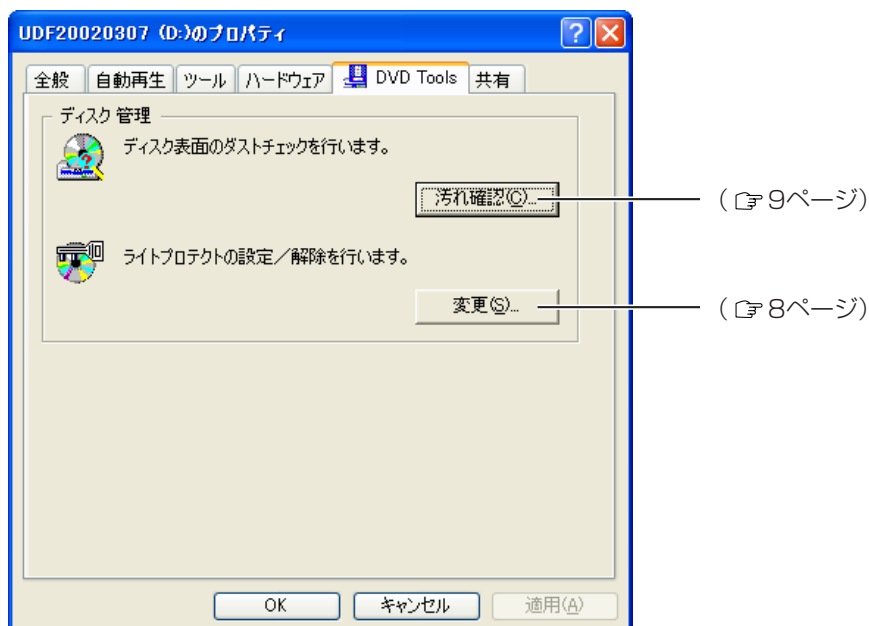 UDF20020307 (D:)のプロパティ
全般 自動再生 ツール ハードウェア DVD Tools 共有
ディスク 管理
ディスク表面のダストチェックを行います。
汚れ確認(C)...
(☞9ページ)
ライトプロテクトの設定／解除を行います。
変更(S)...
(☞8ページ)
OK キャンセル 適用(A)